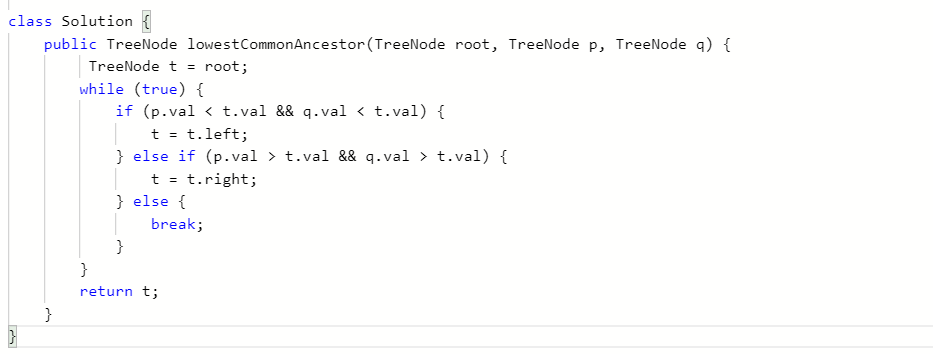 class Solution {
    public TreeNode lowestCommonAncestor(TreeNode root, TreeNode p, TreeNode q) {
         TreeNode t = root;
        while (true) {
            if (p.val < t.val && q.val < t.val) {
                t = t.left;
            } else if (p.val > t.val && q.val > t.val) {
                t = t.right;
            } else {
                break;
            }
        }
        return t;
    }
}